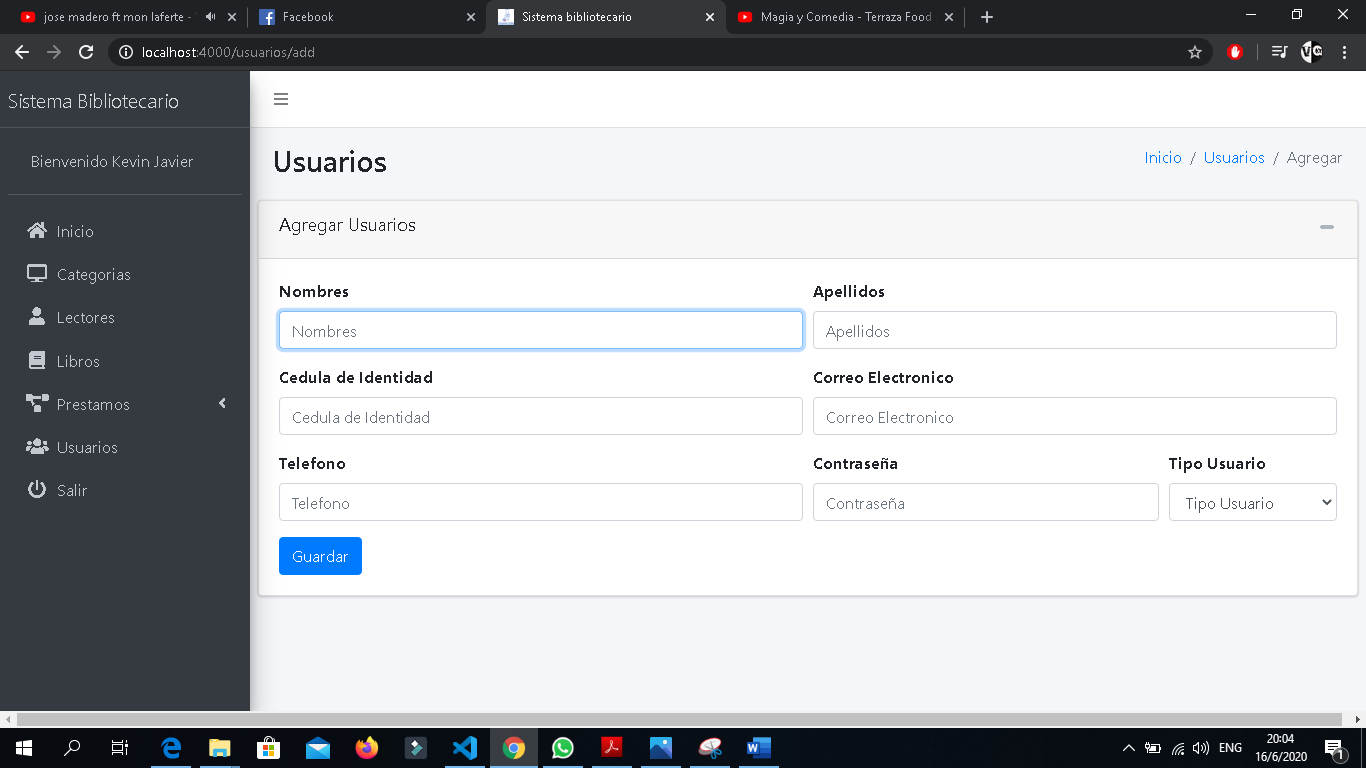 jose madero ft mon laferte -
Facebook
Sistema bibliotecario
Magia y Comedia - Terraza Food
localhost:4000/usuarios/add
Sistema Bibliotecario
Bienvenido Kevin Javier
Inicio
Categorias
Lectores
Libros
Prestamos
Usuarios
Salir
Usuarios
Inicio / Usuarios / Agregar
Agregar Usuarios
Nombres
Apellidos
Nombres
Apellidos
Cedula de Identidad
Correo Electronico
Cedula de Identidad
Correo Electronico
Telefono
Contraseña
Tipo Usuario
Telefono
Contraseña
Tipo Usuario
Guardar
ENG
20:04
16/6/2020
1